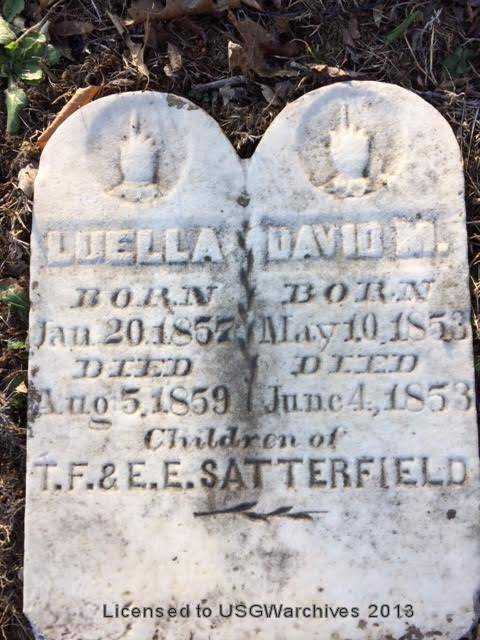 LUELLA
BORN
Jan. 20. 1857
DIED
Aug 5, 1859
DAVID M.
BORN
May 10, 1853
DIED
June 4, 1853
Children of
T. F. & E. E. SATTERFIELD
Licensed to USGWarchives 2013